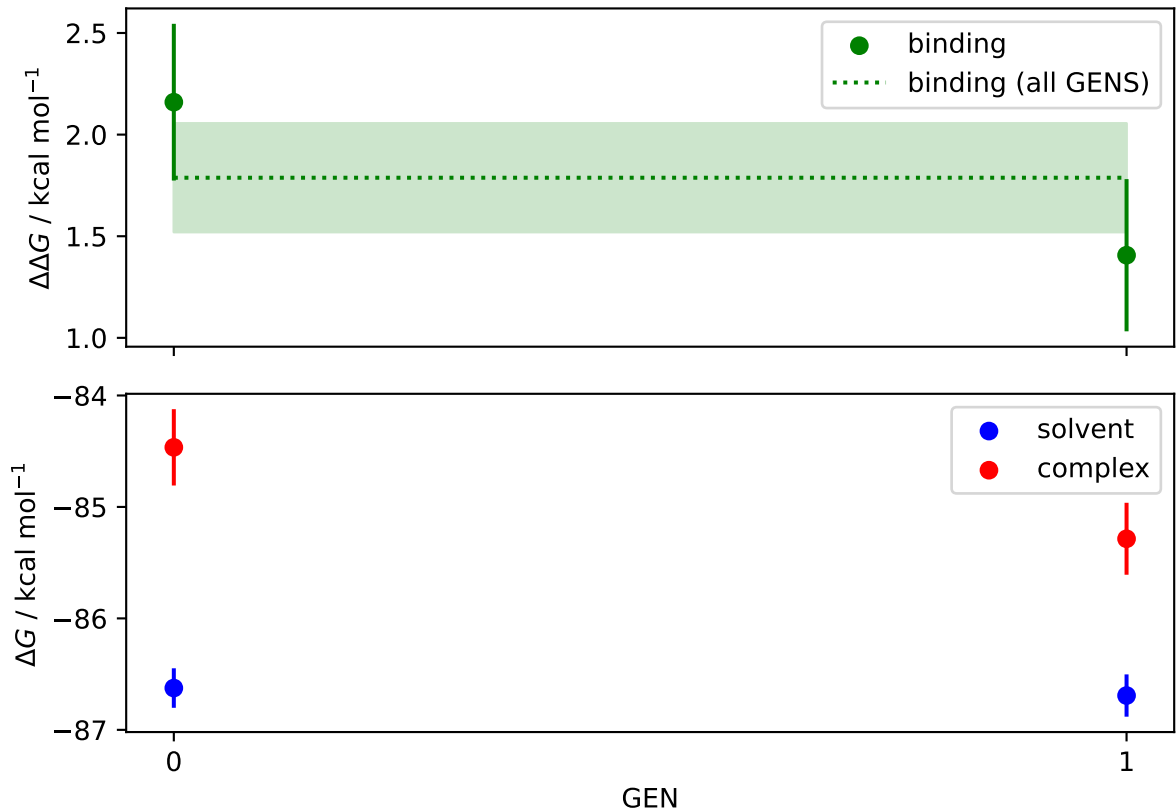 2.5
2.0
1.5
1.0
ΔΔG / kcal mol⁻¹
binding
binding (all GENS)
−84
−85
−86
−87
ΔG / kcal mol⁻¹
solvent
complex
0 1
GEN